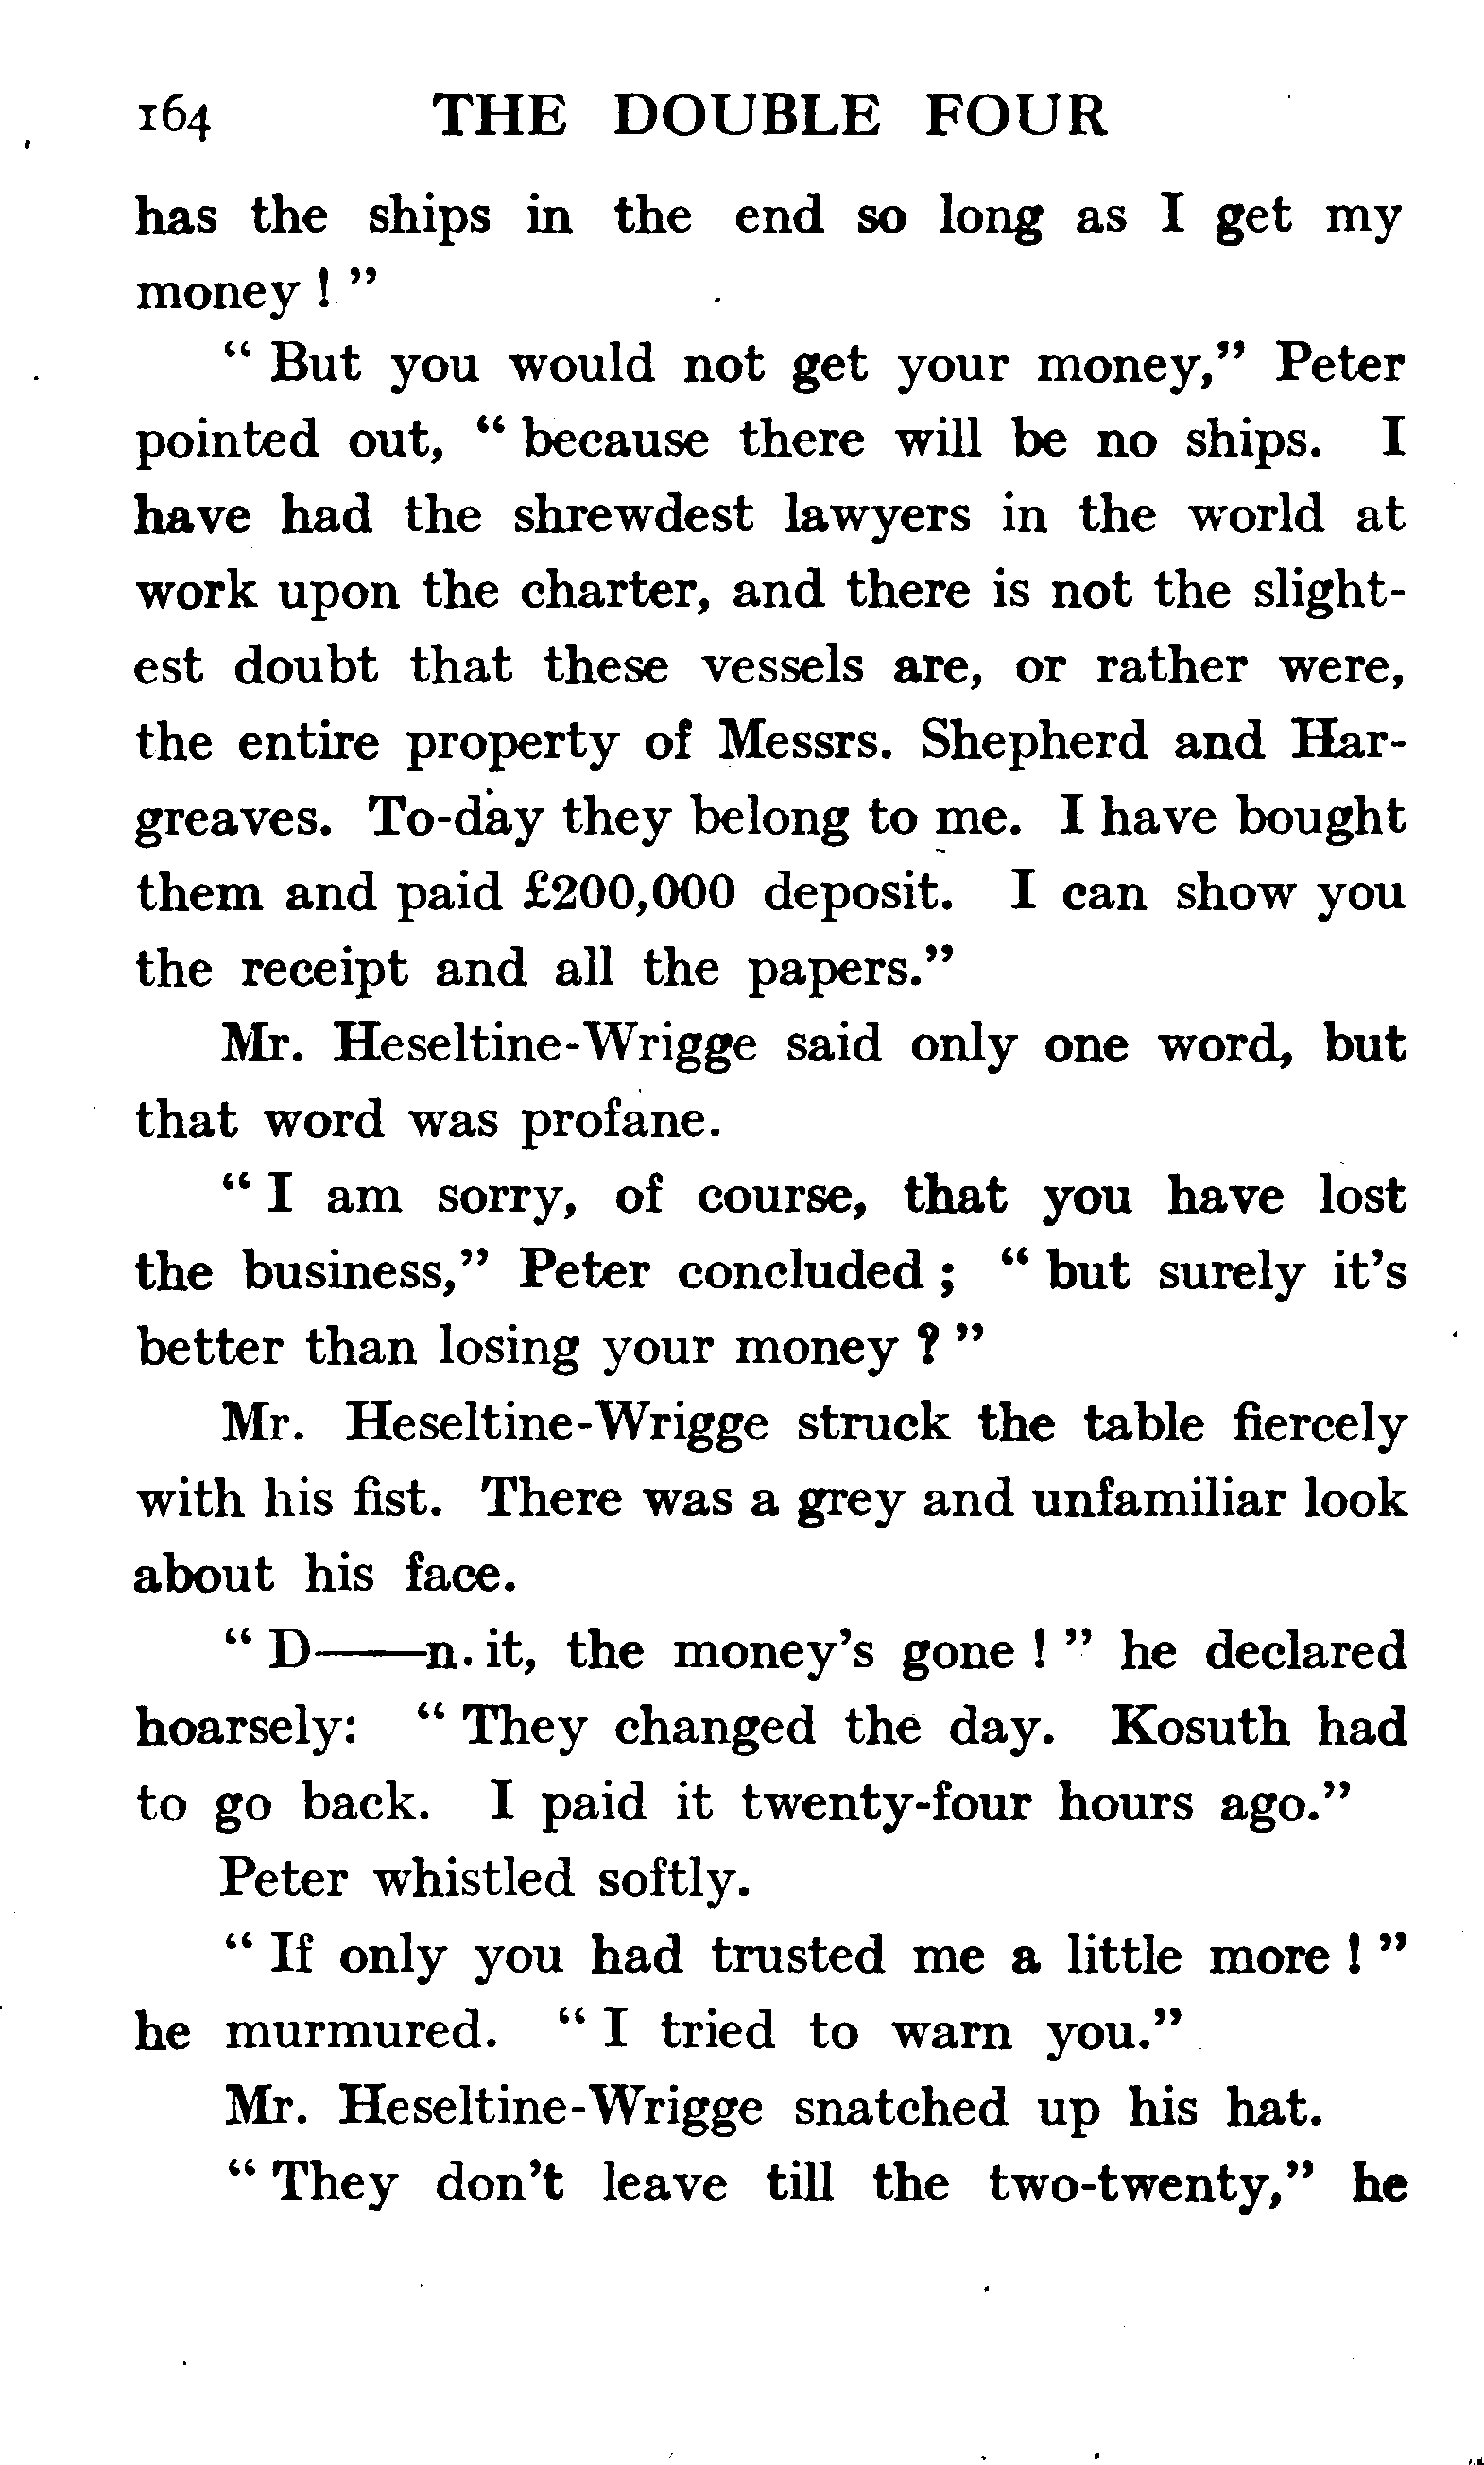 164 THE DOUBLE FOUR
has the ships in the end so long as I get my
money ! ”
“ But you would not get your money,” Peter
pointed out, “ because there will be no ships. I
have had the shrewdest lawyers in the world at
work upon the charter, and there is not the slight-
est doubt that these vessels are, or rather were,
the entire property of Messrs. Shepherd and Har-
greaves. To-day they belong to me. I have bought
them and paid £200,000 deposit. I can show you
the receipt and all the papers.”
Mr. Heseltine-Wrigge said only one word, but
that word was profane.
“ I am sorry, of course, that you have lost
the business,” Peter concluded ; “ but surely it’s
better than losing your money ? ”
Mr. Heseltine-Wrigge struck the table fiercely
with his fist. There was a grey and unfamiliar look
about his face.
“ D——n it, the money’s gone ! ” he declared
hoarsely: “ They changed the day. Kosuth had
to go back. I paid it twenty-four hours ago.”
Peter whistled softly.
“ If only you had trusted me a little more ! ”
he murmured. “ I tried to warn you.”
Mr. Heseltine-Wrigge snatched up his hat.
“ They don’t leave till the two-twenty,” he